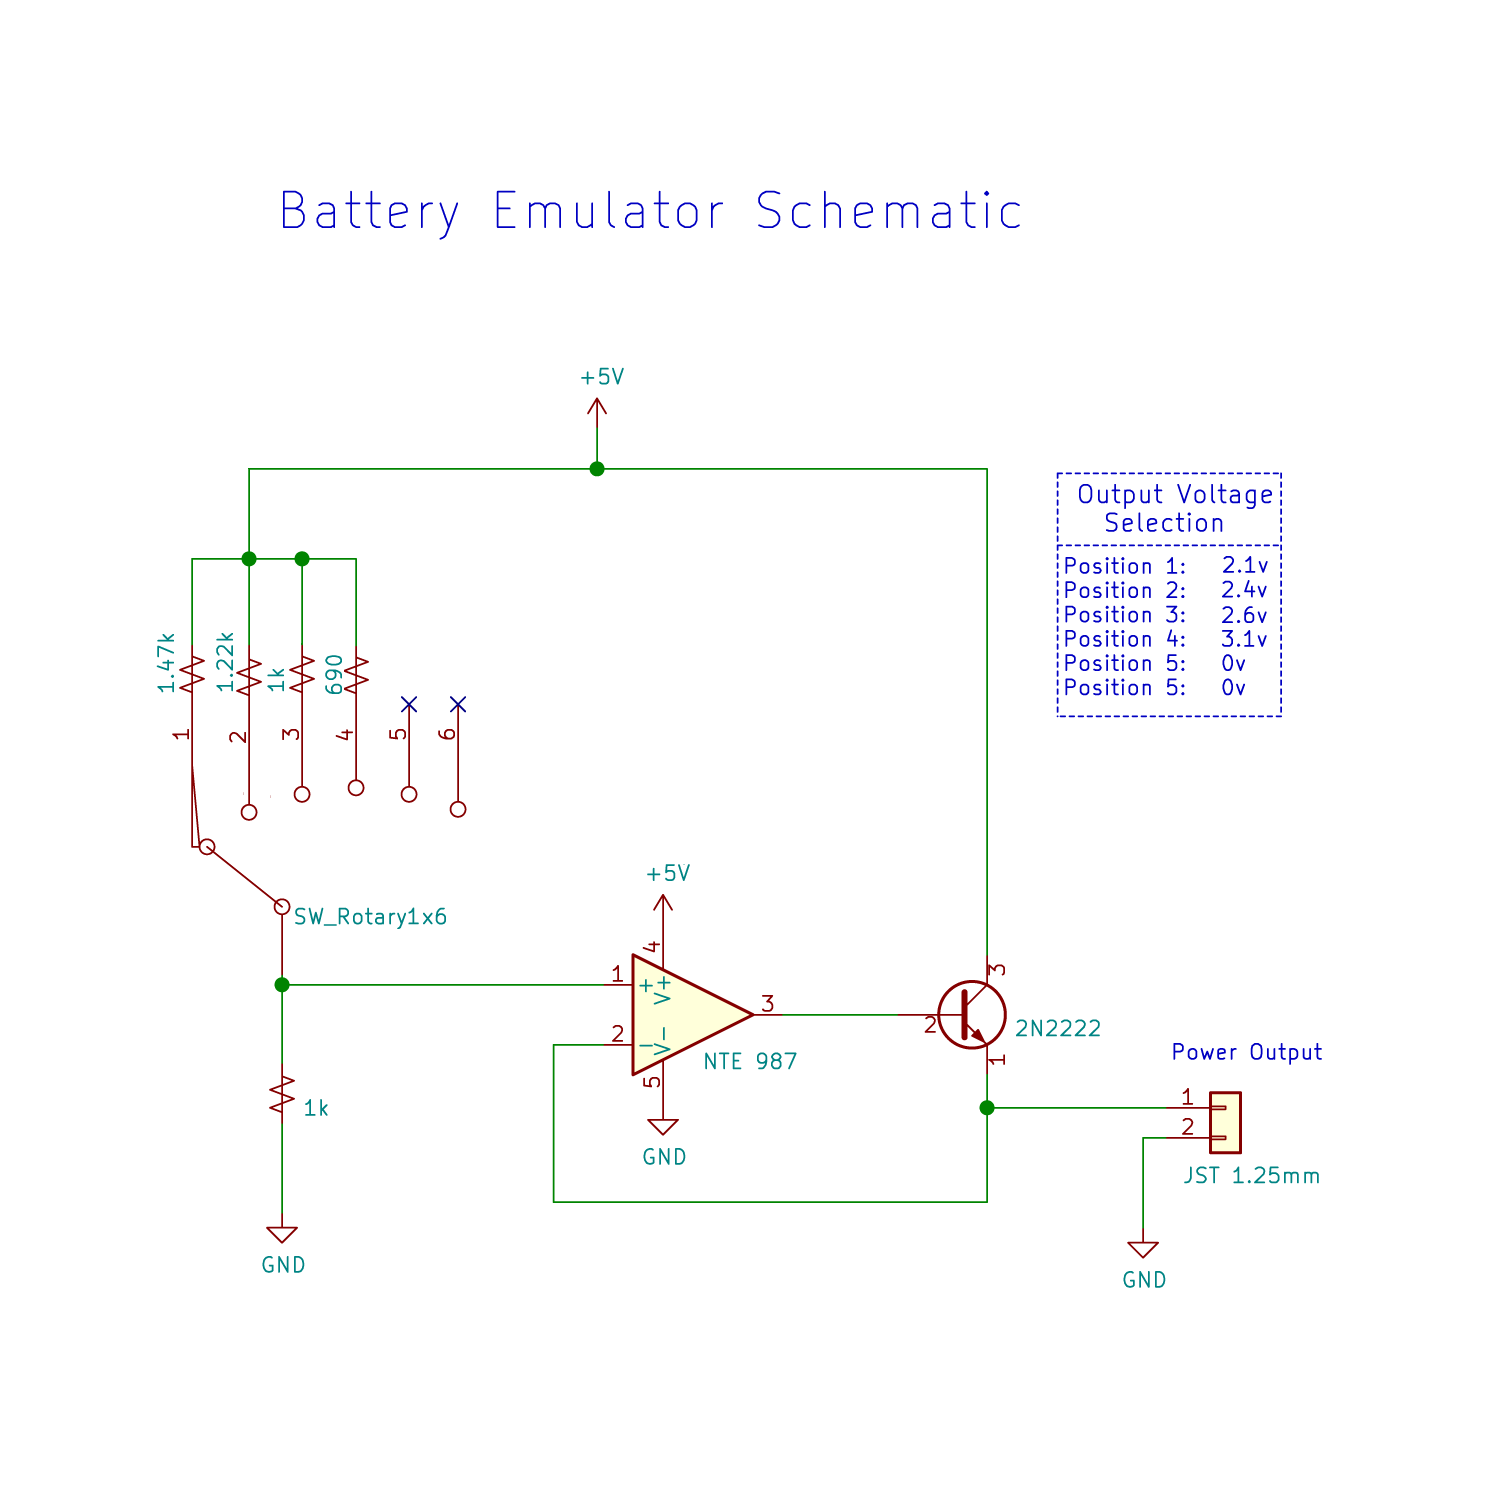 Battery Emulator Schematic
+5V
Output Voltage
Selection
Position 1: 2.1v
Position 2: 2.4v
Position 3: 2.6v
Position 4: 3.1v
Position 5: 0v
Position 5: 0v
1.47k
1.22k
1k
690
1
2
3
4
5
6
SW_Rotary1x6
+5V
4
1
+
V+
3
2
−
V-
5
NTE 987
GND
3
2
2N2222
1
Power Output
1
2
JST 1.25mm
1k
GND
GND